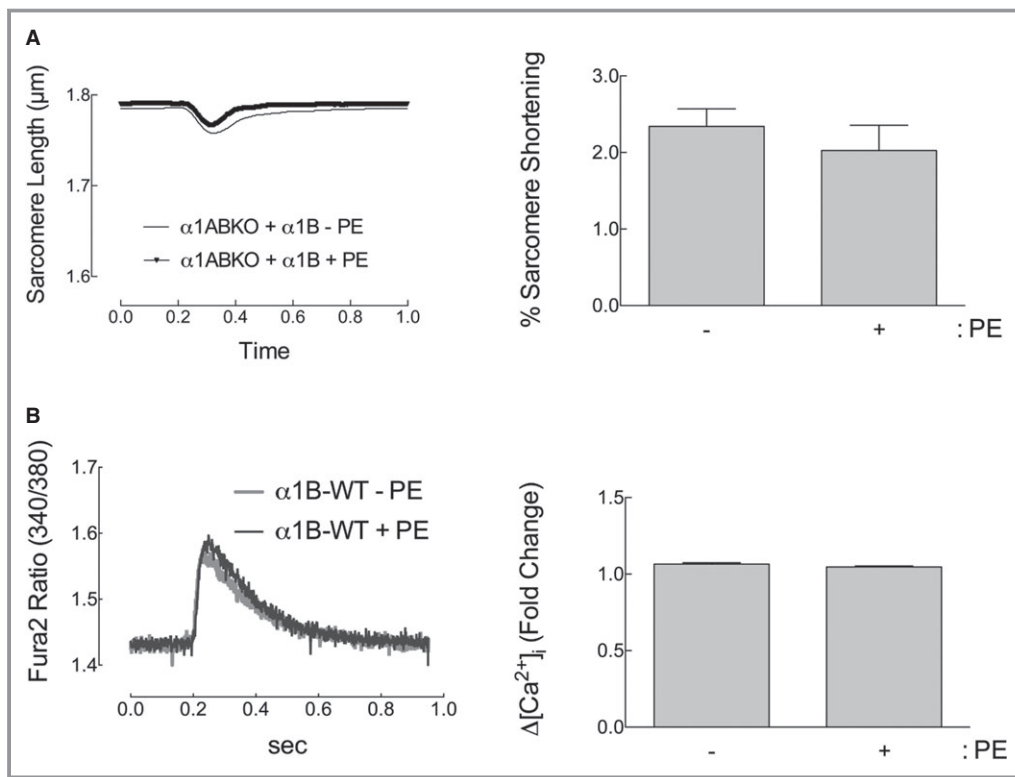 A
Sarcomere Length (μm)
1.8
1.7
1.6
α1ABKO + α1B - PE
α1ABKO + α1B + PE
0.0 0.2 0.4 0.6 0.8 1.0
Time
% Sarcomere Shortening
3.0
2.0
1.0
0.0
- + : PE
B
Fura2 Ratio (340/380)
1.7
1.6
1.5
1.4
α1B-WT - PE
α1B-WT + PE
0.0 0.2 0.4 0.6 0.8 1.0
sec
Δ[Ca²⁺]ᵢ (Fold Change)
1.5
1.0
0.5
0.0
- + : PE